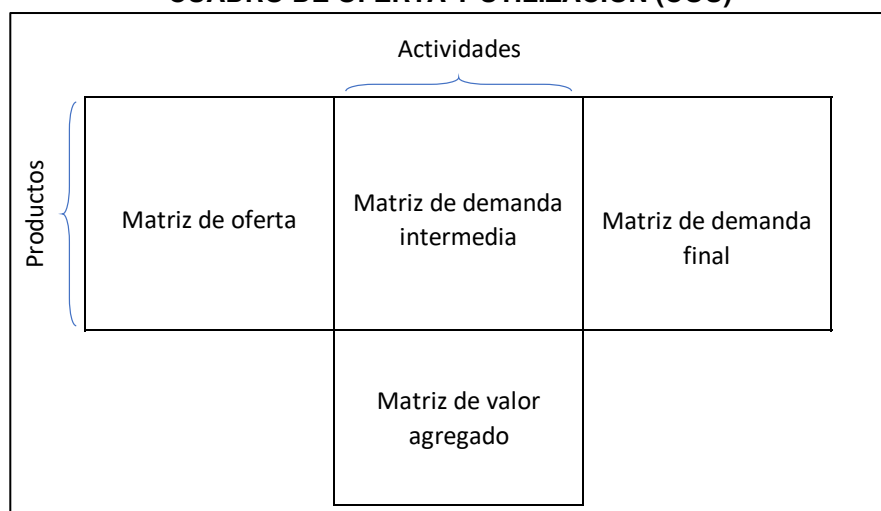 CUADRO DE OFERTA Y UTILIZACIÓN (COU)
Actividades
Productos
Matriz de oferta
Matriz de demanda
intermedia
Matriz de demanda
final
Matriz de valor
agregado